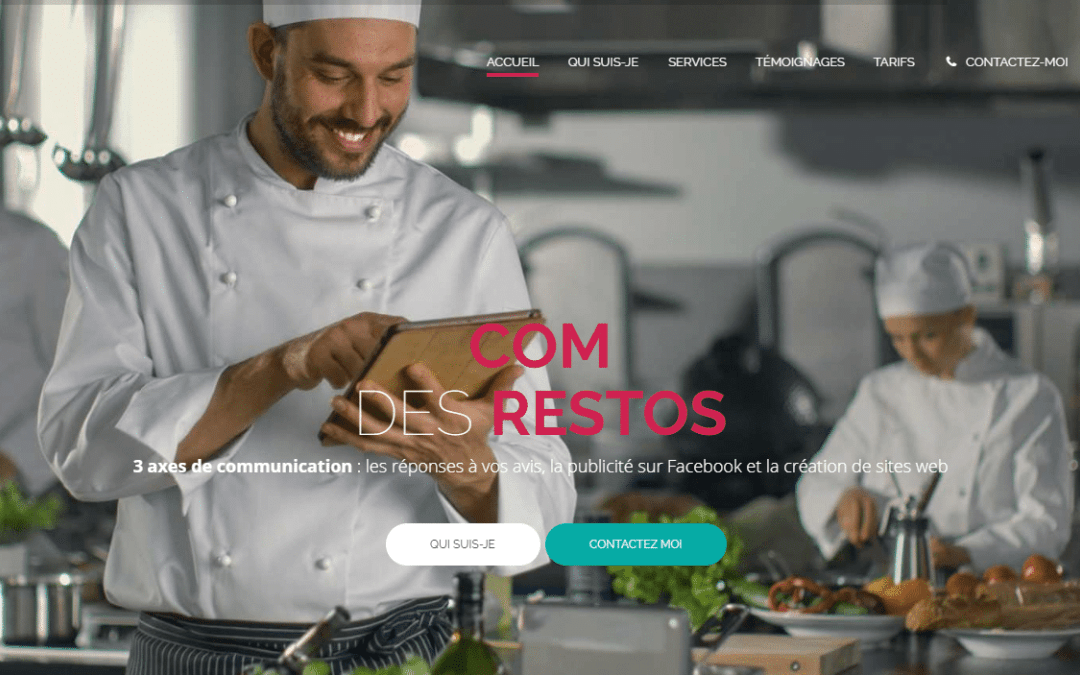 ACCUEIL QUI SUIS-JE SERVICES TÉMOIGNAGES TARIFS CONTACTEZ-MOI
COM
DES RESTOS
3 axes de communication : les réponses à vos avis, la publicité sur Facebook et la création de sites web
QUI SUIS-JE CONTACTEZ MOI